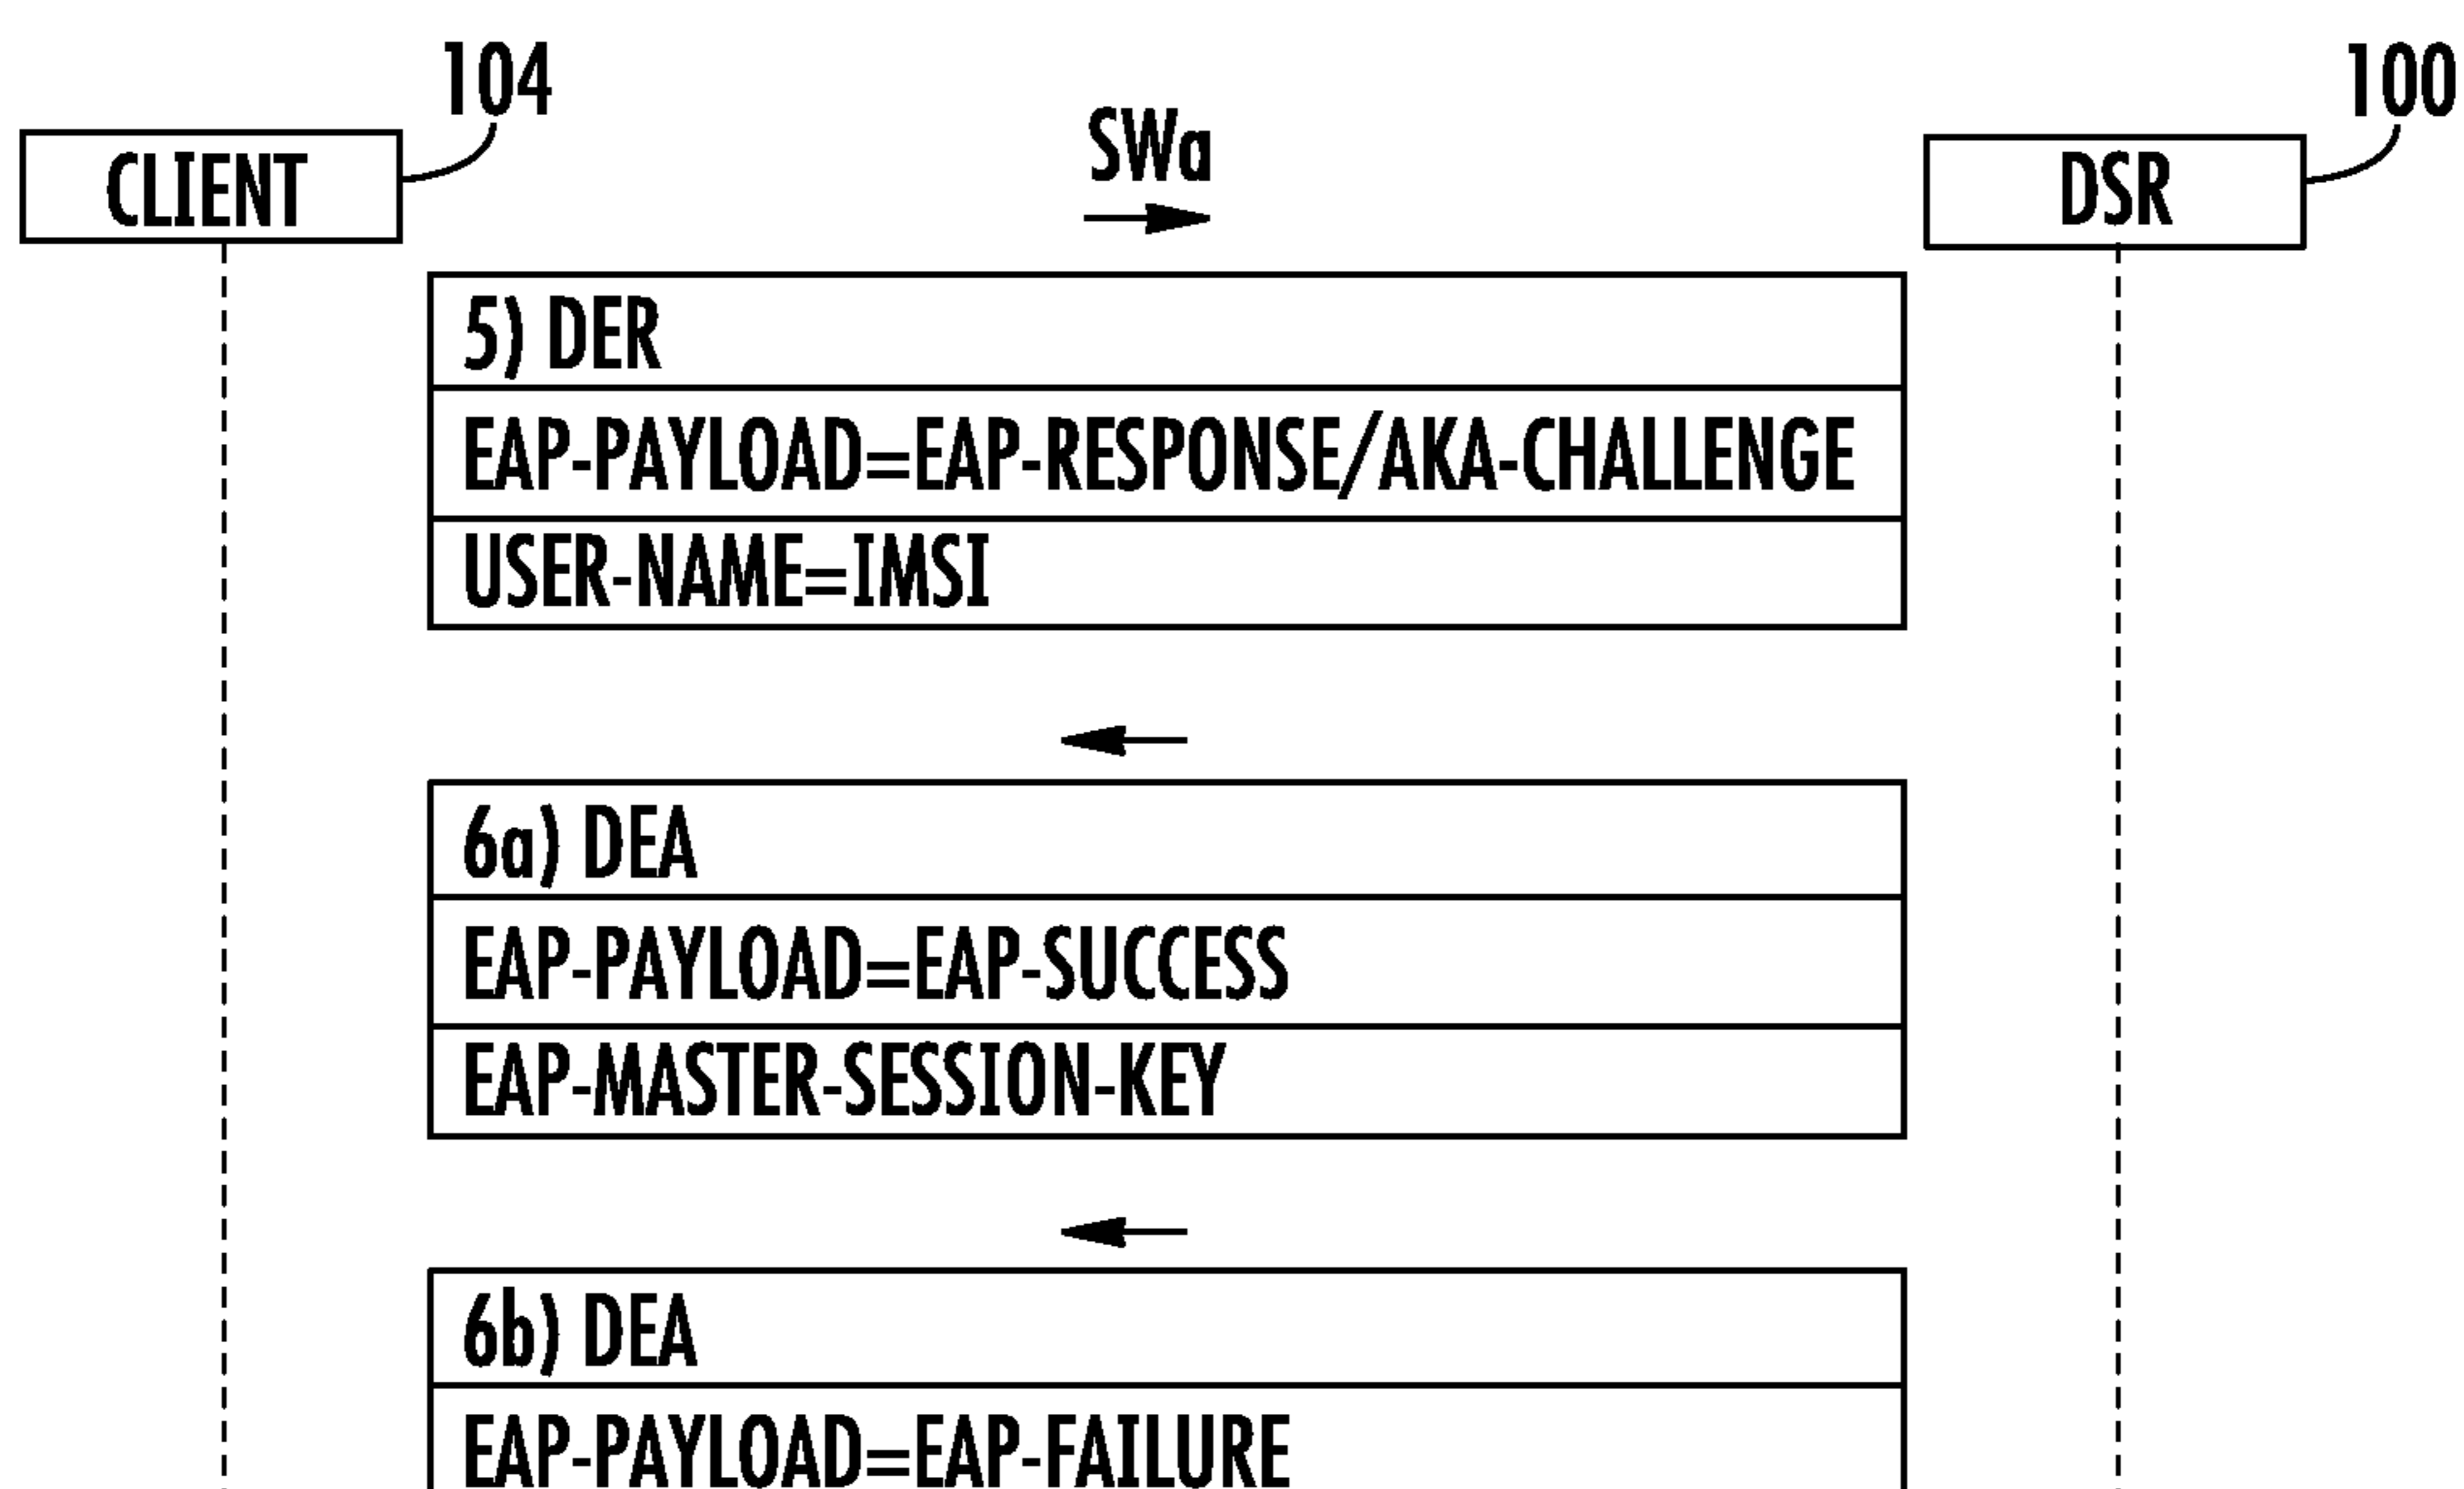 104
100
CLIENT
SWa
DSR
5) DER
EAP-PAYLOAD=EAP-RESPONSE/AKA-CHALLENGE
USER-NAME=IMSI
6a) DEA
EAP-PAYLOAD=EAP-SUCCESS
EAP-MASTER-SESSION-KEY
6b) DEA
EAP-PAYLOAD=EAP-FAILURE